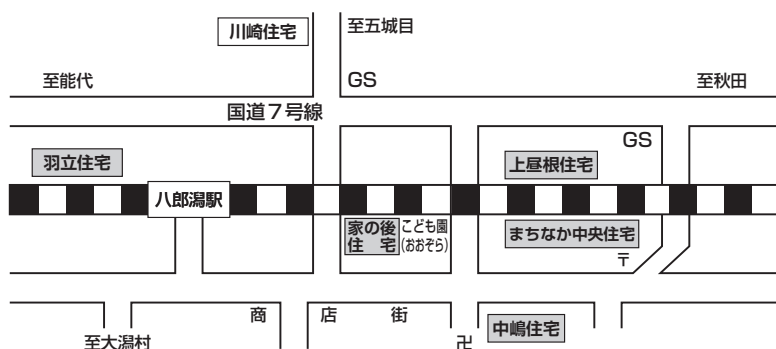 川崎住宅
至五城目
至能代
GS
至秋田
国道７号線
GS
羽立住宅
上昼根住宅
八郎潟駅
家の後
住　宅
こども園
(おおぞら)
まちなか中央住宅
〒
商　店　街
中嶋住宅
至大潟村
卍